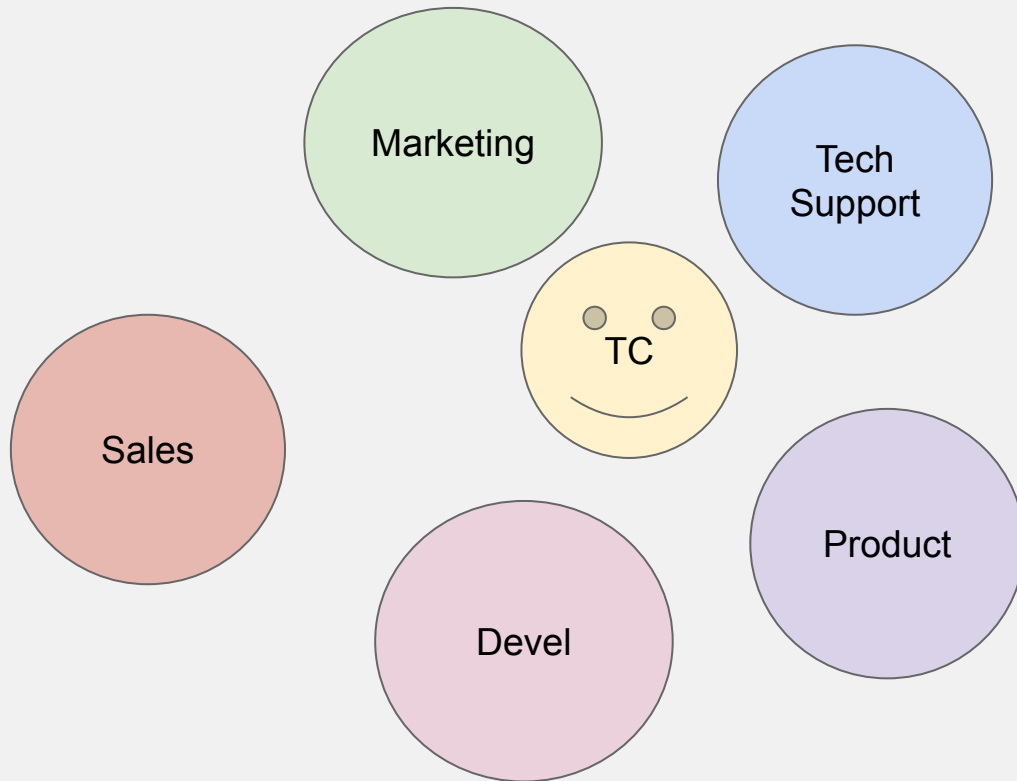 Marketing
Tech
Support
TC
Sales
Product
Devel